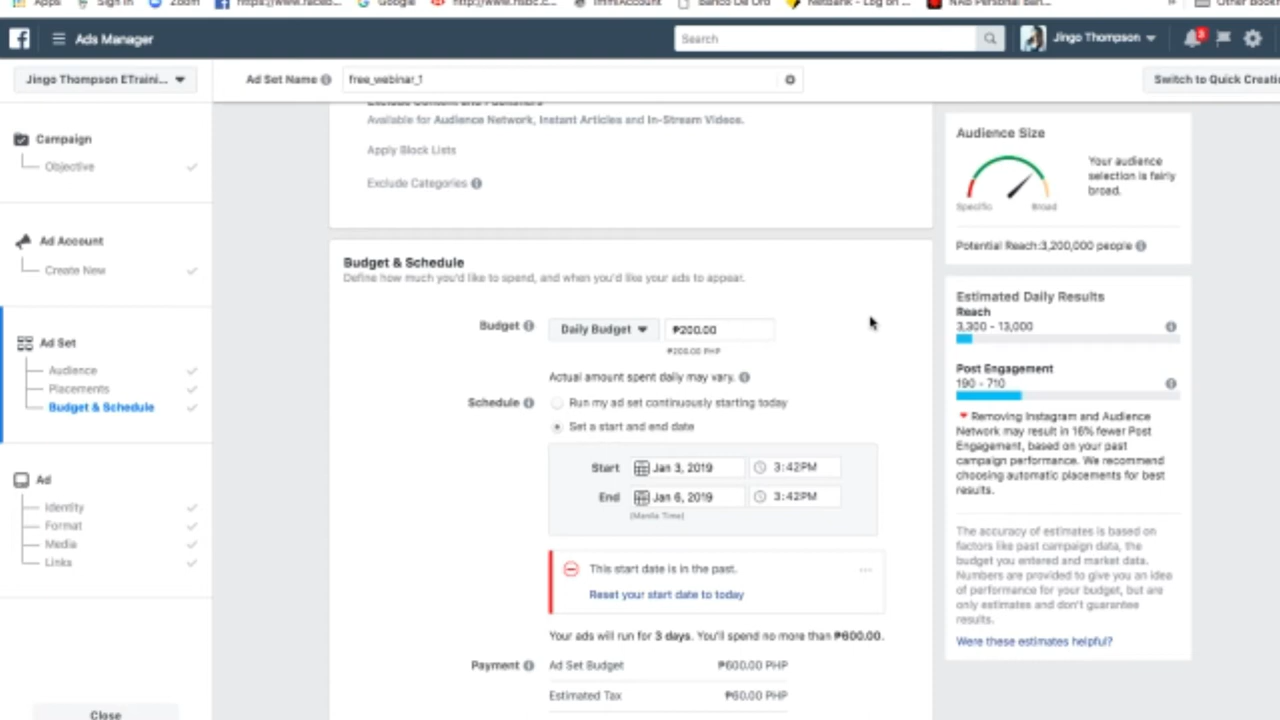 Apps
Sign In
Zoom
https://www.faceb...
Google
http://www.hsbc.c...
ImmiAccount
Banco De Oro
NetBank - Log on ...
NAB Personal Ban...
Other Book
Ads Manager
Search
Jingo Thompson
Jingo Thompson ETraini...
Ad Set Name
free_webinar_1
Switch to Quick Creati
Campaign
Objective
Ad Account
Create New
Ad Set
Audience
Placements
Budget & Schedule
Ad
Identity
Format
Media
Links
Close
Exclude Content and Publishers
Available for Audience Network, Instant Articles and In-Stream Videos.
Apply Block Lists
Exclude Categories
Budget & Schedule
Define how much you'd like to spend, and when you'd like your ads to appear.
Budget
Daily Budget
₱200.00
₱200.00 PHP
Actual amount spent daily may vary.
Schedule
Run my ad set continuously starting today
Set a start and end date
Start Jan 3, 2019 3:42PM
End Jan 6, 2019 3:42PM
(Manila Time)
This start date is in the past.
Reset your start date to today
Your ads will run for 3 days. You'll spend no more than ₱600.00.
Payment
Ad Set Budget ₱600.00 PHP
Estimated Tax ₱60.00 PHP
Audience Size
Specific
Broad
Your audience
selection is fairly
broad.
Potential Reach:3,200,000 people
Estimated Daily Results
Reach
3,300 - 13,000
Post Engagement
190 - 710
Removing Instagram and Audience
Network may result in 16% fewer Post
Engagement, based on your past
campaign performance. We recommend
choosing automatic placements for best
results.
The accuracy of estimates is based on
factors like past campaign data, the
budget you entered and market data.
Numbers are provided to give you an idea
of performance for your budget, but are
only estimates and don't guarantee
results.
Were these estimates helpful?